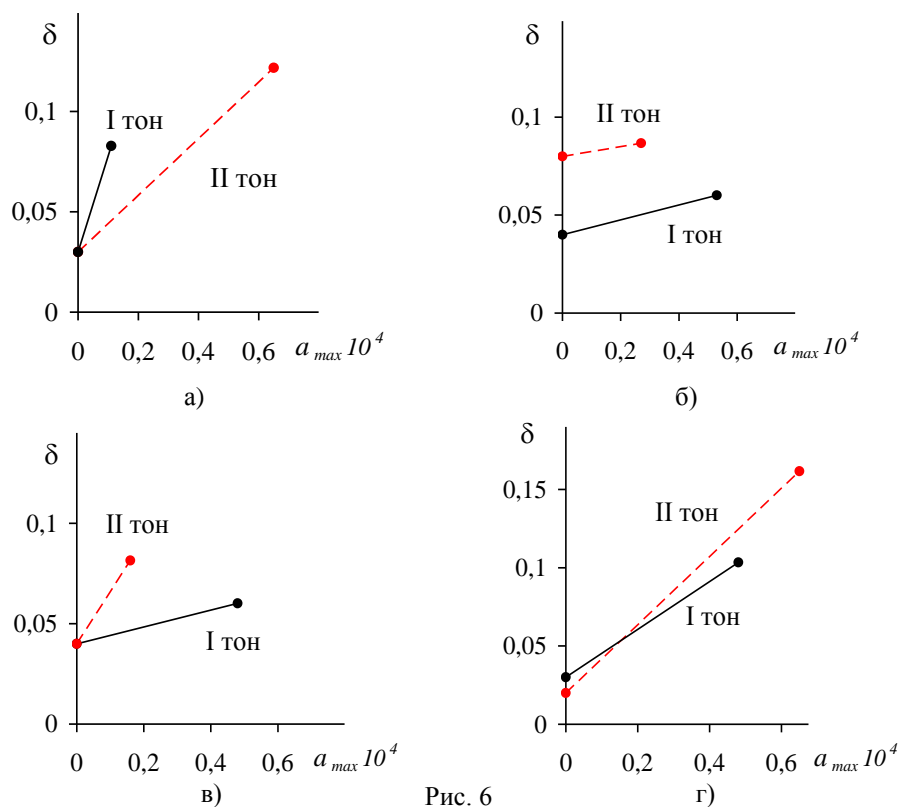 δ
0,1
0,05
0
I тон
II тон
0 0,2 0,4 0,6 a max 10 4
а)
δ
0,1
0,05
0
II тон
I тон
0 0,2 0,4 0,6 a max 10 4
б)
δ
0,1
0,05
0
II тон
I тон
0 0,2 0,4 0,6 a max 10 4
в)
δ
0,15
0,1
0,05
0
II тон
I тон
0 0,2 0,4 0,6 a max 10 4
г)
Рис. 6